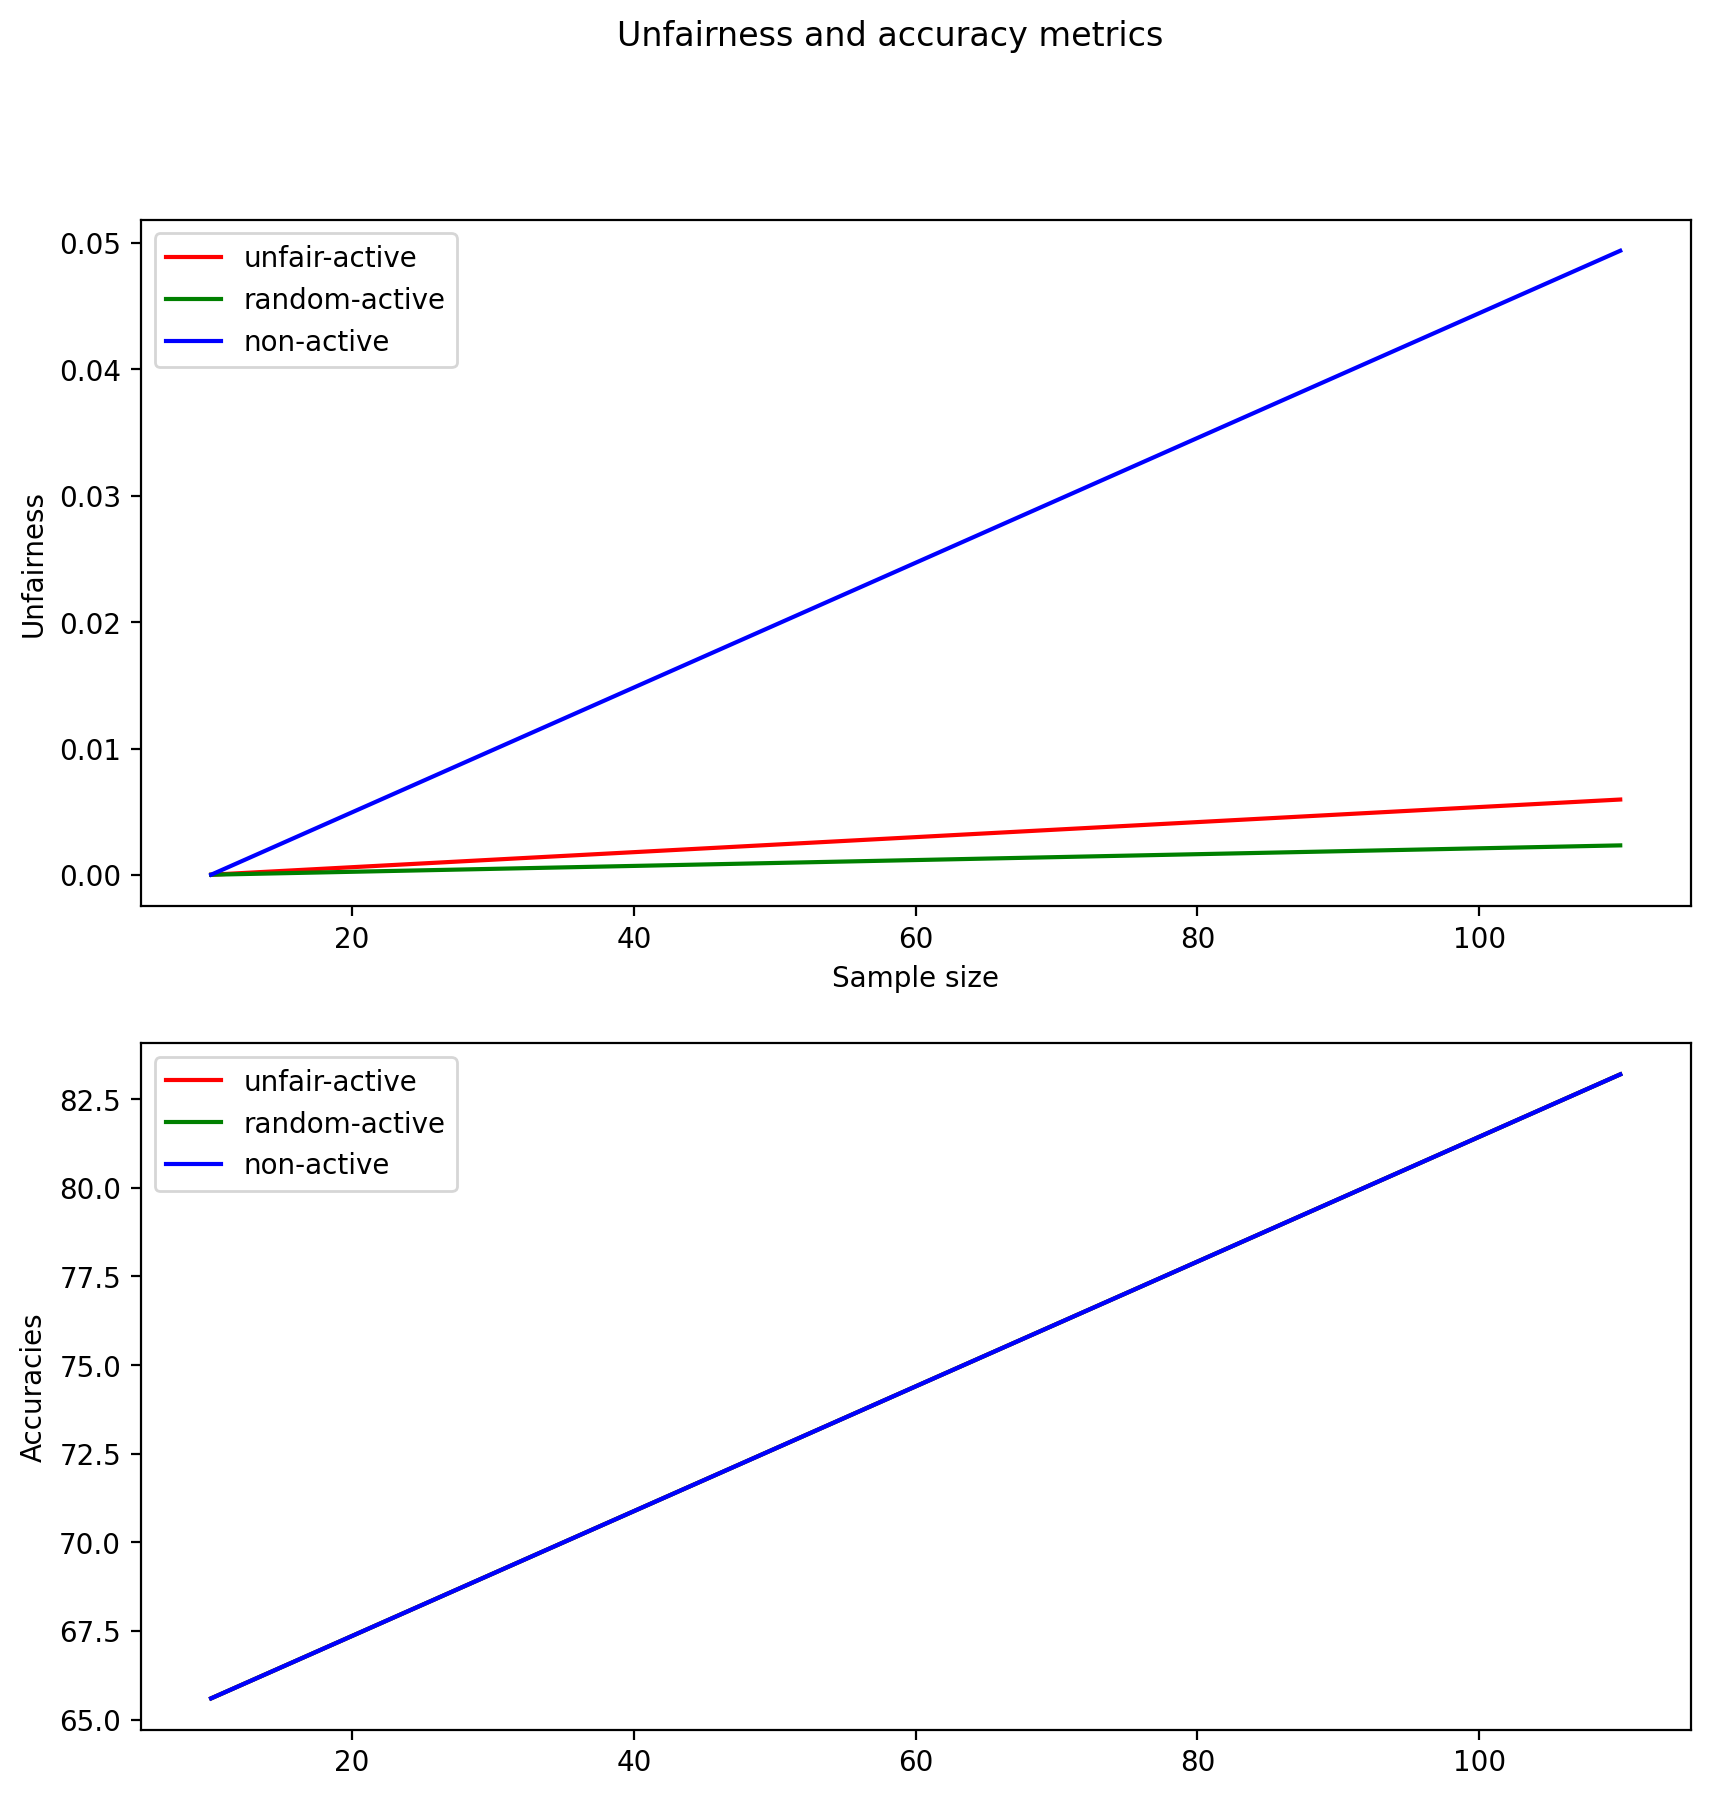 Unfairness and accuracy metrics
unfair-active
random-active
non-active
0.05
0.04
0.03
0.02
0.01
0.00
Unfairness
20 40 60 80 100
Sample size
unfair-active
random-active
non-active
82.5
80.0
77.5
75.0
72.5
70.0
67.5
65.0
Accuracies
20 40 60 80 100